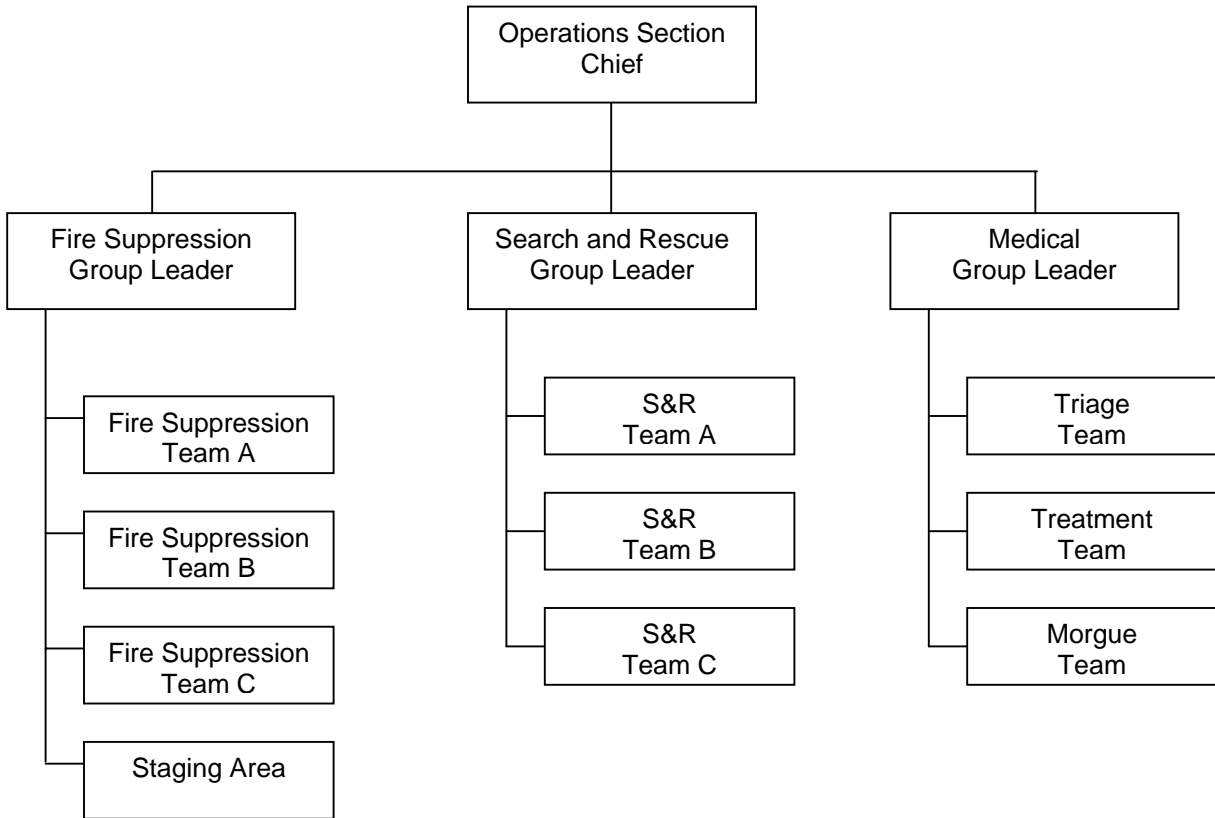 Operations Section
Chief
Fire Suppression
Group Leader
Search and Rescue
Group Leader
Medical
Group Leader
Fire Suppression
Team A
Fire Suppression
Team B
Fire Suppression
Team C
Staging Area
S&R
Team A
S&R
Team B
S&R
Team C
Triage
Team
Treatment
Team
Morgue
Team